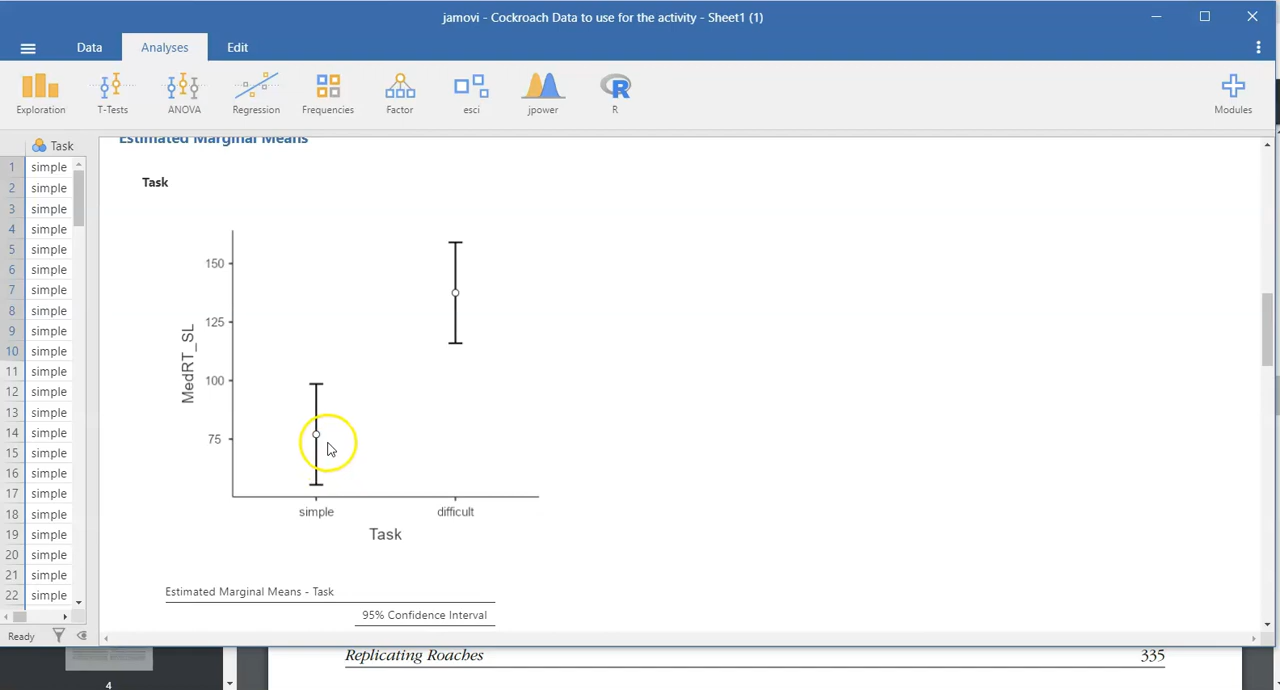 jamovi - Cockroach Data to use for the activity - Sheet1 (1)
Data Analyses Edit
Exploration T-Tests ANOVA Regression Frequencies Factor esci jpower R Modules
Task
1 simple
2 simple
3 simple
4 simple
5 simple
6 simple
7 simple
8 simple
9 simple
10 simple
11 simple
12 simple
13 simple
14 simple
15 simple
16 simple
17 simple
18 simple
19 simple
20 simple
21 simple
22 simple
Ready
Estimated Marginal Means
Task
150
125
100
75
MedRT_SL
simple difficult
Task
Estimated Marginal Means - Task
95% Confidence Interval
4
Replicating Roaches 335